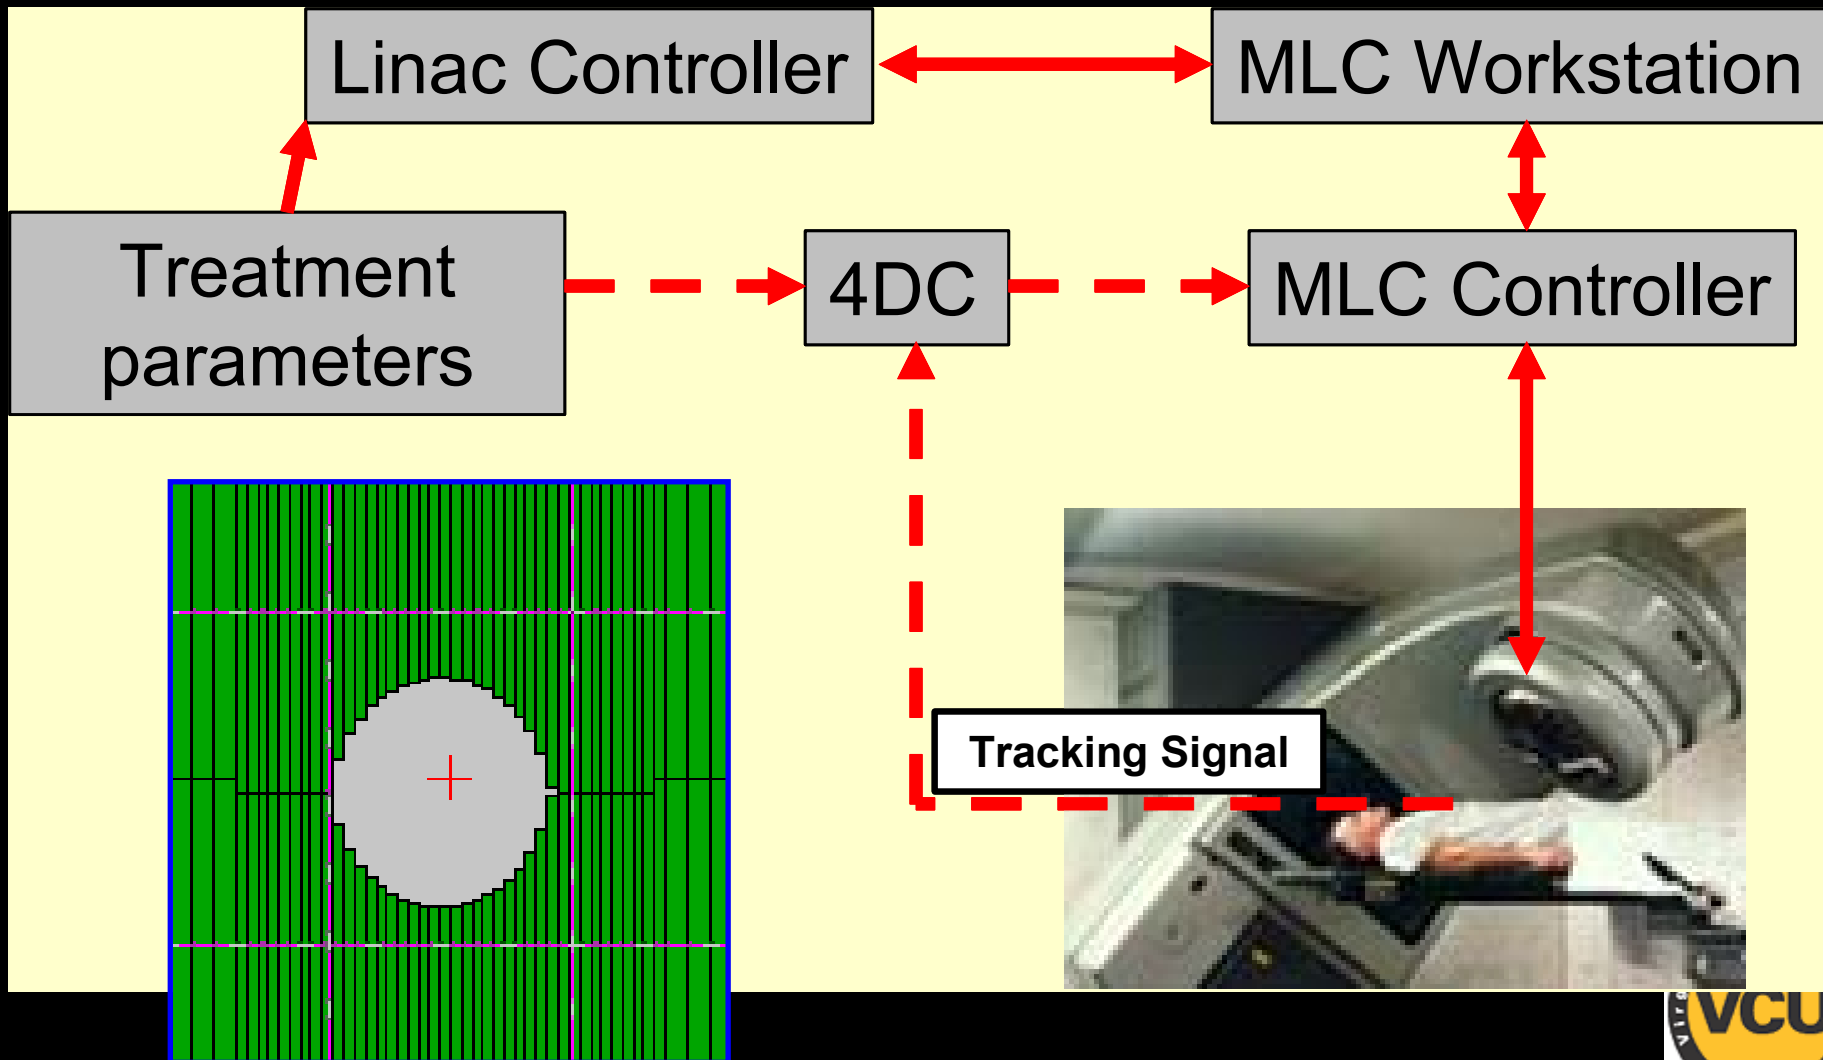 Linac Controller
MLC Workstation
Treatment
parameters
4DC
MLC Controller
Tracking Signal
VCU